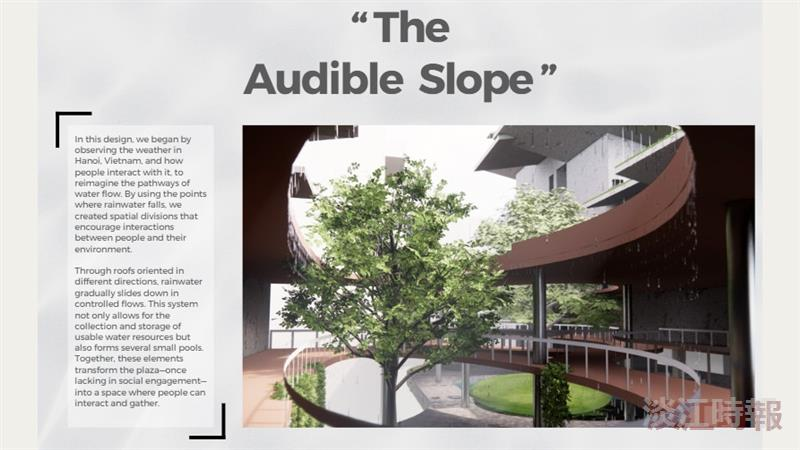 “The
Audible Slope”
In this design, we began by
observing the weather in
Hanoi, Vietnam, and how
people interact with it, to
reimagine the pathways of
water flow. By using the points
where rainwater falls, we
created spatial divisions that
encourage interactions
between people and their
environment.
Through roofs oriented in
different directions, rainwater
gradually slides down in
controlled flows. This system
not only allows for the
collection and storage of
usable water resources but
also forms several small pools.
Together, these elements
transform the plaza—once
lacking in social engagement—
into a space where people can
interact and gather.
淡江時報